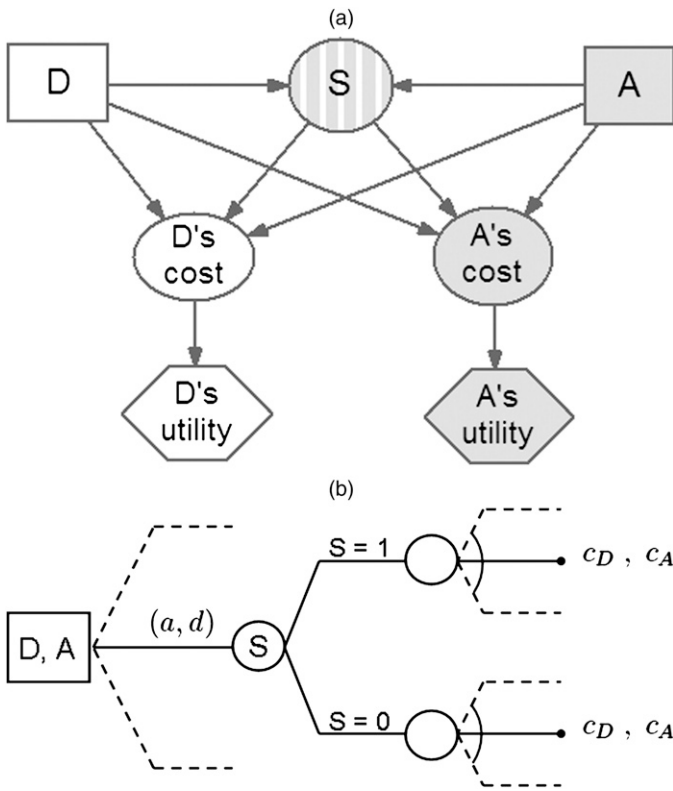 (a)
D
S
A
D's
cost
A's
cost
D's
utility
A's
utility
(b)
D, A
(a, d)
S
S = 1
c_D , c_A
S = 0
c_D , c_A